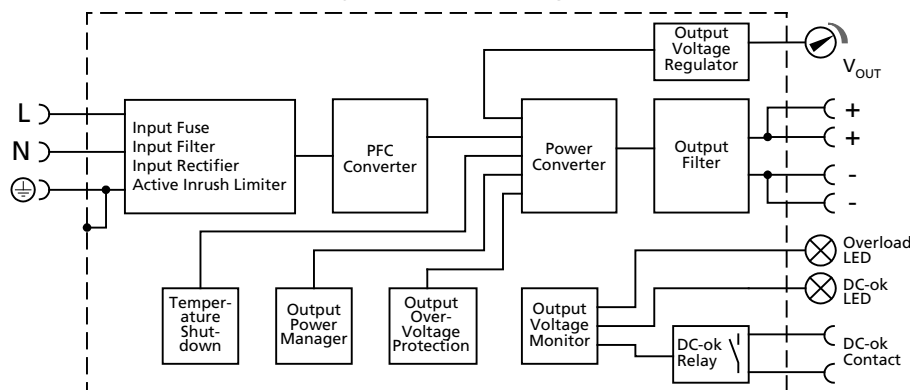 Output
Voltage
Regulator
VOUT
L
N
Input Fuse
Input Filter
Input Rectifier
Active Inrush Limiter
PFC
Converter
Power
Converter
Output
Filter
+
+
-
-
Temper-
ature
Shut-
down
Output
Power
Manager
Output
Over-
Voltage
Protection
Output
Voltage
Monitor
Overload
LED
DC-ok
LED
DC-ok
Relay
DC-ok
Contact